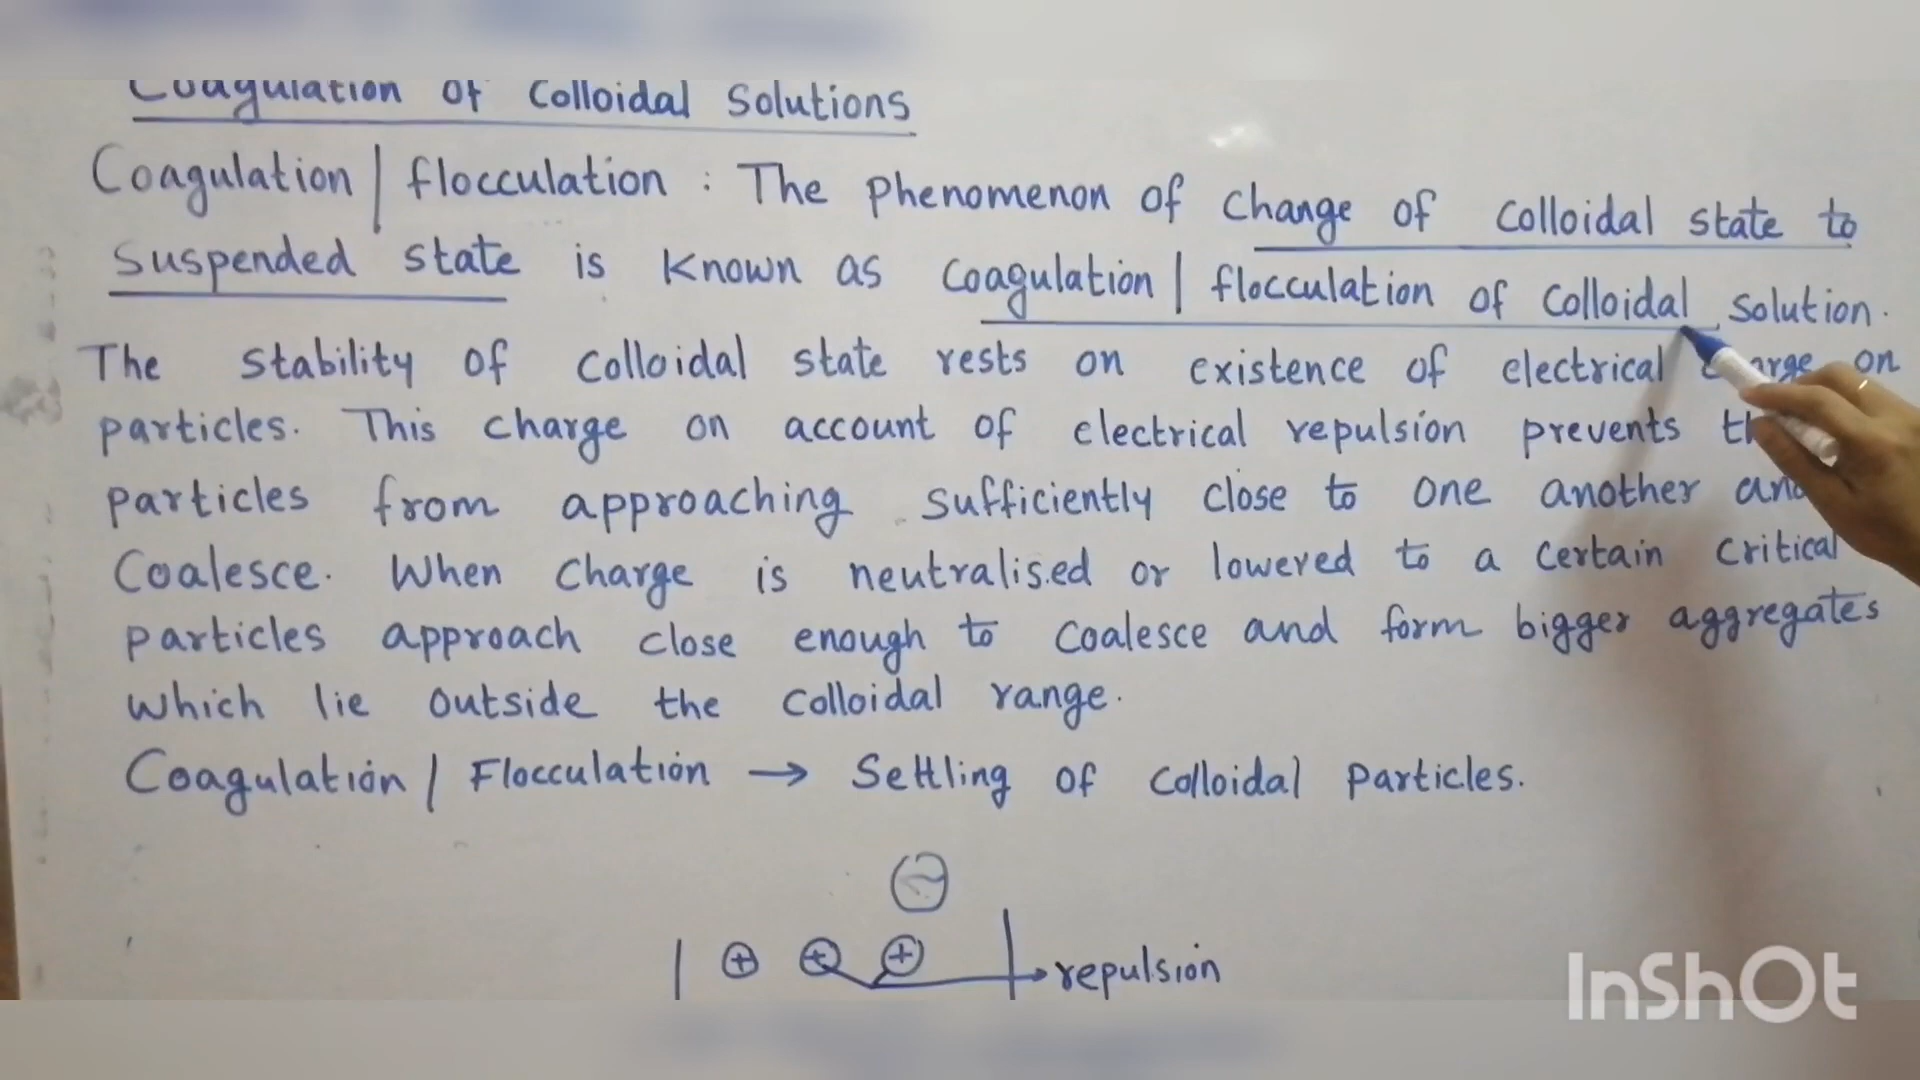 Coagulation of Colloidal Solutions
Coagulation | flocculation : The phenomenon of change of colloidal state to
suspended state is known as coagulation | flocculation of colloidal solution.
The stability of colloidal state rests on existence of electrical charge on
particles. This charge on account of electrical repulsion prevents
particles from approaching sufficiently close to one another and
coalesce. When charge is neutralised or lowered to a certain critical
particles approach close enough to coalesce and form bigger aggregates
which lie outside the colloidal range.
Coagulation | Flocculation → Settling of colloidal particles.
−
+ + + → repulsion
InShOt